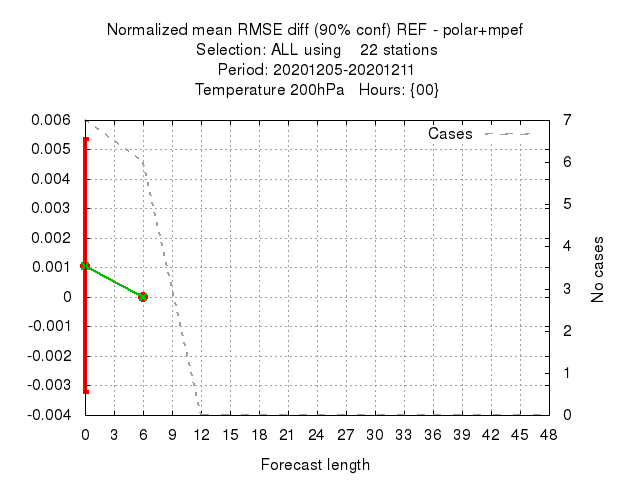 Normalized mean RMSE diff (90% conf) REF - polar+mpef
Selection: ALL using 22 stations
Period: 20201205-20201211
Temperature 200hPa Hours: {00}
Cases
0.006
0.005
0.004
0.003
0.002
0.001
0
-0.001
-0.002
-0.003
-0.004
7
6
5
4
3
2
1
0
No cases
0 3 6 9 12 15 18 21 24 27 30 33 36 39 42 45 48
Forecast length